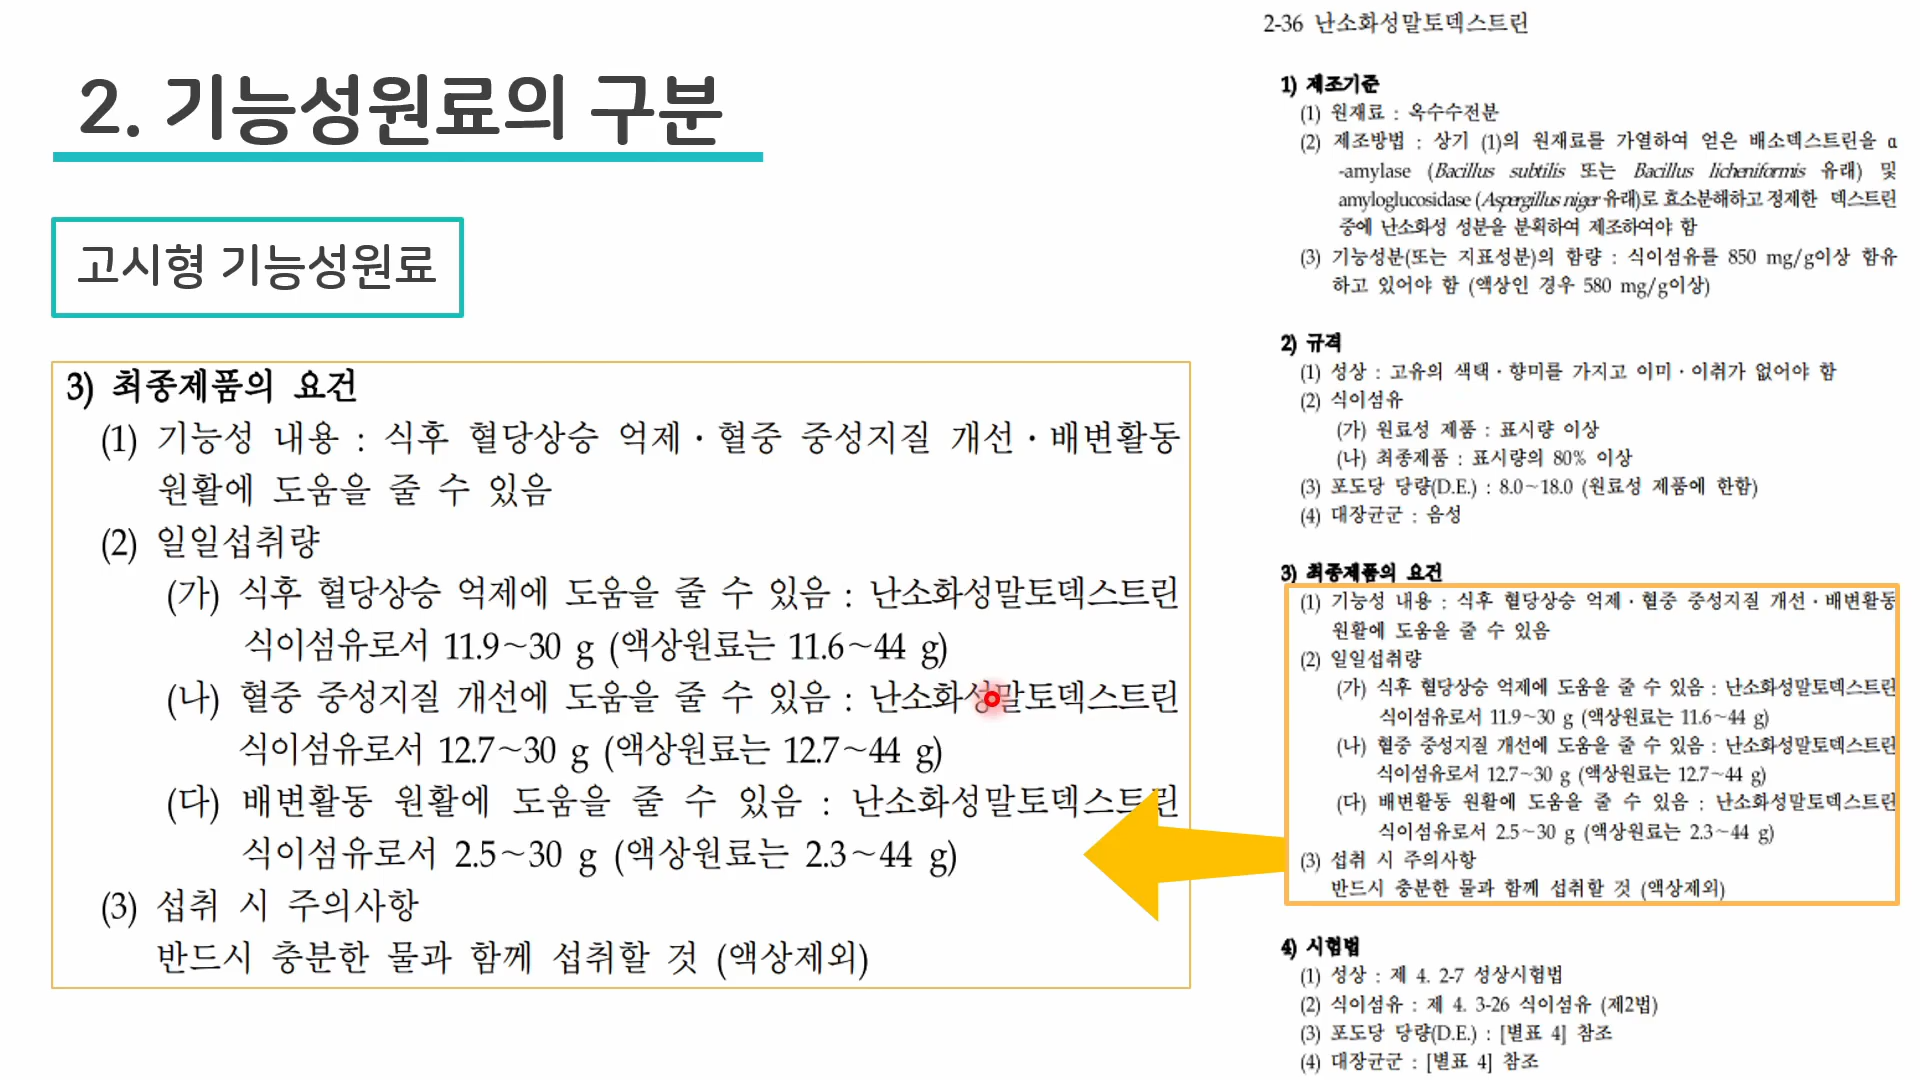 2. 기능성원료의 구분
고시형 기능성원료
3) 최종제품의 요건
(1) 기능성 내용 : 식후 혈당상승 억제·혈중 중성지질 개선·배변활동
원활에 도움을 줄 수 있음
(2) 일일섭취량
(가) 식후 혈당상승 억제에 도움을 줄 수 있음 : 난소화성말토덱스트린
식이섬유로서 11.9~30 g (액상원료는 11.6~44 g)
(나) 혈중 중성지질 개선에 도움을 줄 수 있음 : 난소화성말토덱스트린
식이섬유로서 12.7~30 g (액상원료는 12.7~44 g)
(다) 배변활동 원활에 도움을 줄 수 있음 : 난소화성말토덱스트린
식이섬유로서 2.5~30 g (액상원료는 2.3~44 g)
(3) 섭취 시 주의사항
반드시 충분한 물과 함께 섭취할 것 (액상제외)
2-36 난소화성말토덱스트린
1) 제조기준
(1) 원재료 : 옥수수전분
(2) 제조방법 : 상기 (1)의 원재료를 가열하여 얻은 배소덱스트린을 α
-amylase (Bacillus subtilis 또는 Bacillus licheniformis 유래) 및
amyloglucosidase (Aspergillus niger 유래)로 효소분해하고 정제한 덱스트린
중에 난소화성 성분을 분획하여 제조하여야 함
(3) 기능성분(또는 지표성분)의 함량 : 식이섬유를 850 mg/g이상 함유
하고 있어야 함 (액상인 경우 580 mg/g이상)
2) 규격
(1) 성상 : 고유의 색택·향미를 가지고 이미·이취가 없어야 함
(2) 식이섬유
(가) 원료성 제품 : 표시량 이상
(나) 최종제품 : 표시량의 80% 이상
(3) 포도당 당량(D.E.) : 8.0~18.0 (원료성 제품에 한함)
(4) 대장균군 : 음성
3) 최종제품의 요건
(1) 기능성 내용 : 식후 혈당상승 억제·혈중 중성지질 개선·배변활동
원활에 도움을 줄 수 있음
(2) 일일섭취량
(가) 식후 혈당상승 억제에 도움을 줄 수 있음 : 난소화성말토덱스트린
식이섬유로서 11.9~30 g (액상원료는 11.6~44 g)
(나) 혈중 중성지질 개선에 도움을 줄 수 있음 : 난소화성말토덱스트린
식이섬유로서 12.7~30 g (액상원료는 12.7~44 g)
(다) 배변활동 원활에 도움을 줄 수 있음 : 난소화성말토덱스트린
식이섬유로서 2.5~30 g (액상원료는 2.3~44 g)
(3) 섭취 시 주의사항
반드시 충분한 물과 함께 섭취할 것 (액상제외)
4) 시험법
(1) 성상 : 제 4. 2-7 성상시험법
(2) 식이섬유 : 제 4. 3-26 식이섬유 (제2법)
(3) 포도당 당량(D.E.) : [별표 4] 참조
(4) 대장균군 : [별표 4] 참조